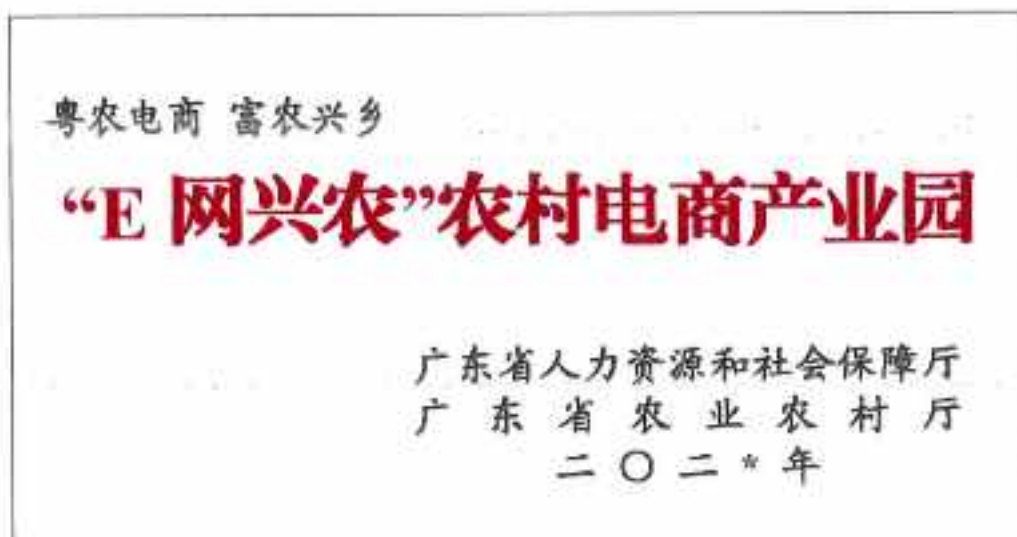 粤农电商 富农兴乡
“E 网兴农”农村电商产业园
广东省人力资源和社会保障厅
广东省农业农村厅
二〇二*年